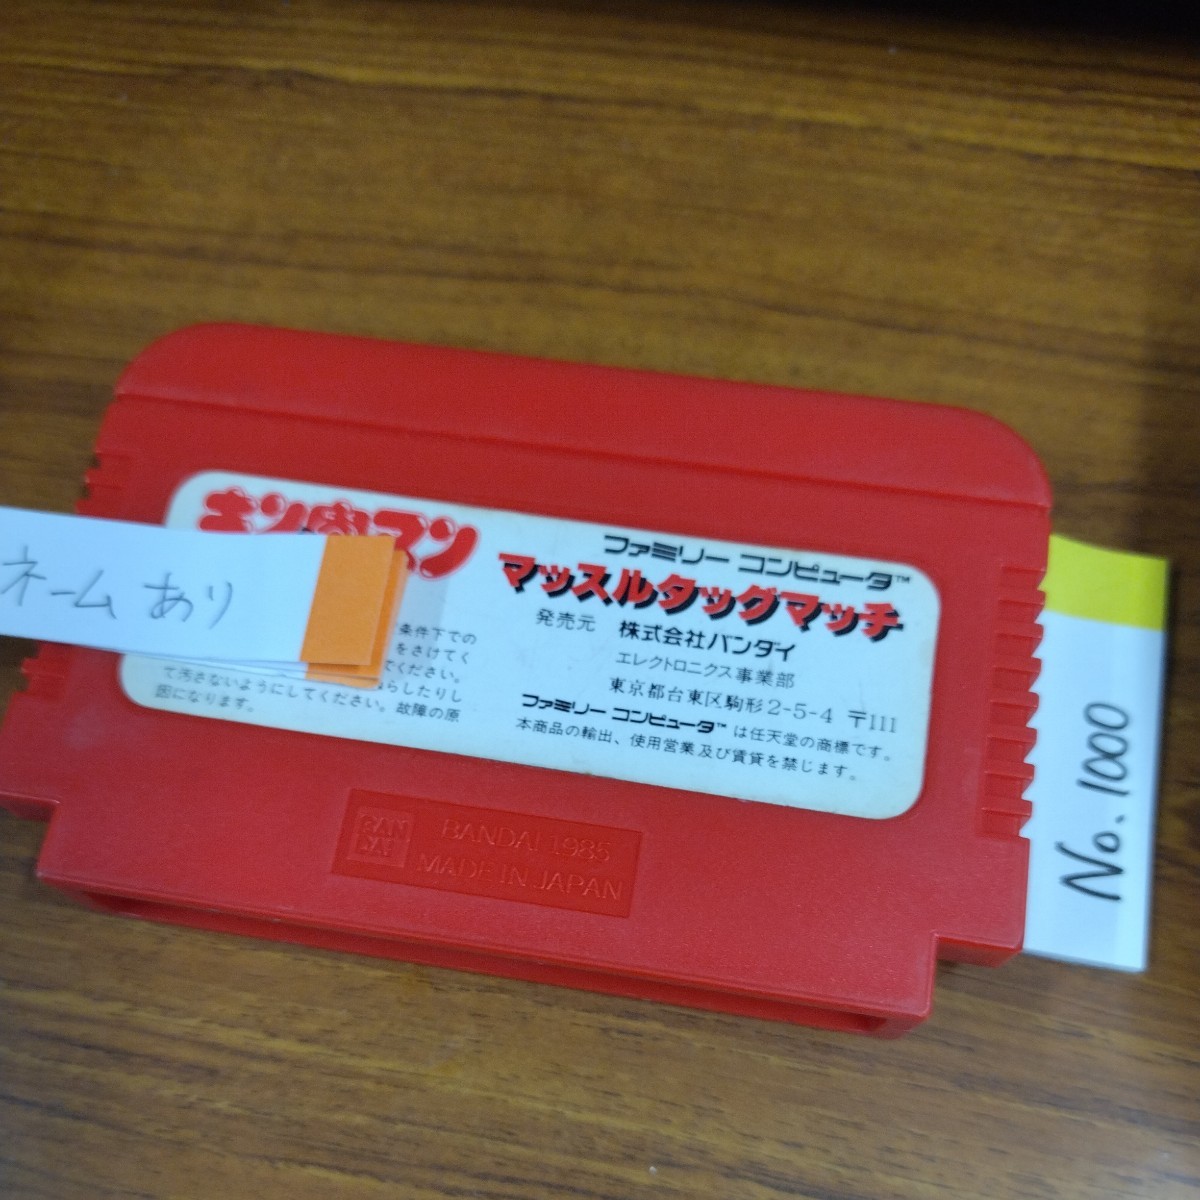 キン肉マン
ファミリー コンピュータ™
マッスルタッグマッチ
発売元 株式会社バンダイ
エレクトロニクス事業部
東京都台東区駒形2-5-4 〒111
ファミリー コンピュータ™ は任天堂の商標です。
本商品の輸出、使用営業及び賃貸を禁じます。
条件下での
をさけてく
でください。
らしたりし
て汚さないようにしてください。故障の原
因になります。
ネームあり
BAN
DAI
BANDAI 1985
MADE IN JAPAN
No.1000